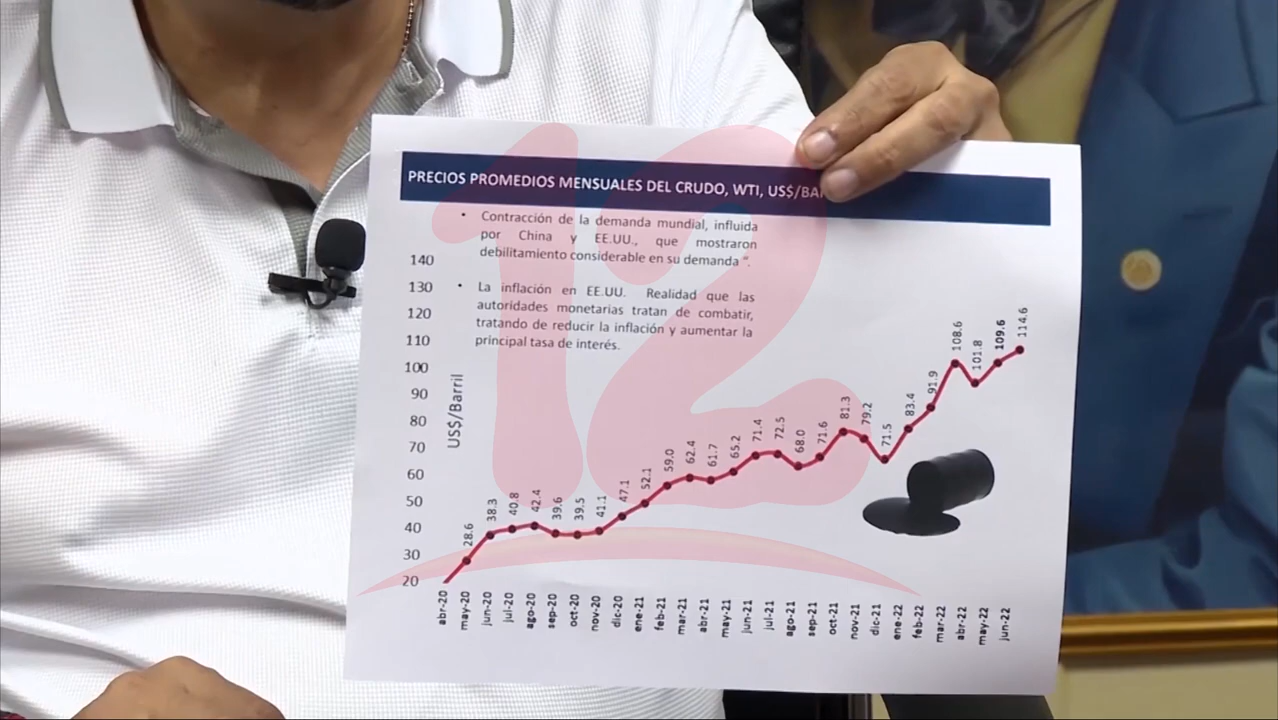 PRECIOS PROMEDIOS MENSUALES DEL CRUDO, WTI, US$/BA
• Contracción de la demanda mundial, influida
por China y EE.UU., que mostraron
debilitamiento considerable en su demanda “.
• La inflación en EE.UU. Realidad que las
autoridades monetarias tratan de combatir,
tratando de reducir la inflación y aumentar la
principal tasa de interés.
12
140
130
120
110
100
90
80
70
60
50
40
30
20
US$/Barril
28.6
38.3
40.8
42.4
39.6
39.5
41.1
47.1
52.1
59.0
62.4
61.7
65.2
71.4
72.5
68.0
71.6
81.3
79.2
71.5
83.4
91.9
108.6
101.8
109.6
114.6
abr-20
may-20
jun-20
jul-20
ago-20
sep-20
oct-20
nov-20
dic-20
ene-21
feb-21
mar-21
abr-21
may-21
jun-21
jul-21
ago-21
sep-21
oct-21
nov-21
dic-21
ene-22
feb-22
mar-22
abr-22
may-22
jun-22